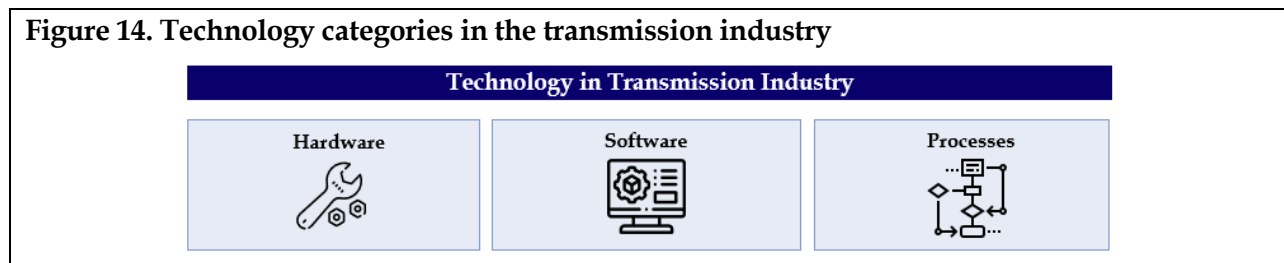 Figure 14. Technology categories in the transmission industry
Technology in Transmission Industry
Hardware
Software
Processes